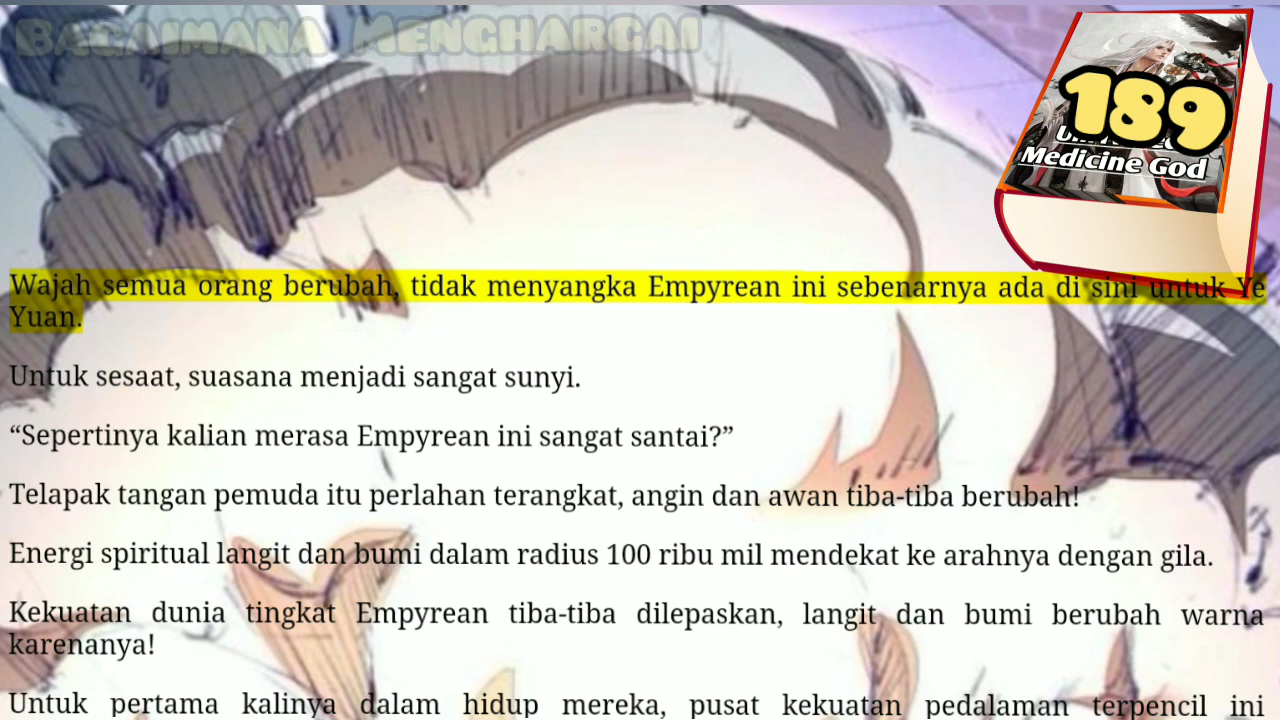 BAGAIMANA MENGHARGAI
189
Medicine God
Wajah semua orang berubah, tidak menyangka Empyrean ini sebenarnya ada di sini untuk Ye
Yuan.
Untuk sesaat, suasana menjadi sangat sunyi.
“Sepertinya kalian merasa Empyrean ini sangat santai?”
Telapak tangan pemuda itu perlahan terangkat, angin dan awan tiba-tiba berubah!
Energi spiritual langit dan bumi dalam radius 100 ribu mil mendekat ke arahnya dengan gila.
Kekuatan dunia tingkat Empyrean tiba-tiba dilepaskan, langit dan bumi berubah warna
karenanya!
Untuk pertama kalinya dalam hidup mereka, pusat kekuatan pedalaman terpencil ini